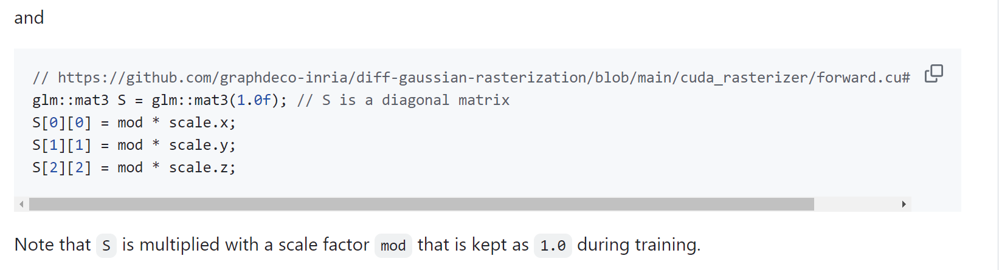 and
// https://github.com/graphdeco-inria/diff-gaussian-rasterization/blob/main/cuda_rasterizer/forward.cu#
glm::mat3 S = glm::mat3(1.0f); // S is a diagonal matrix
S[0][0] = mod * scale.x;
S[1][1] = mod * scale.y;
S[2][2] = mod * scale.z;
Note that S is multiplied with a scale factor mod that is kept as 1.0 during training.